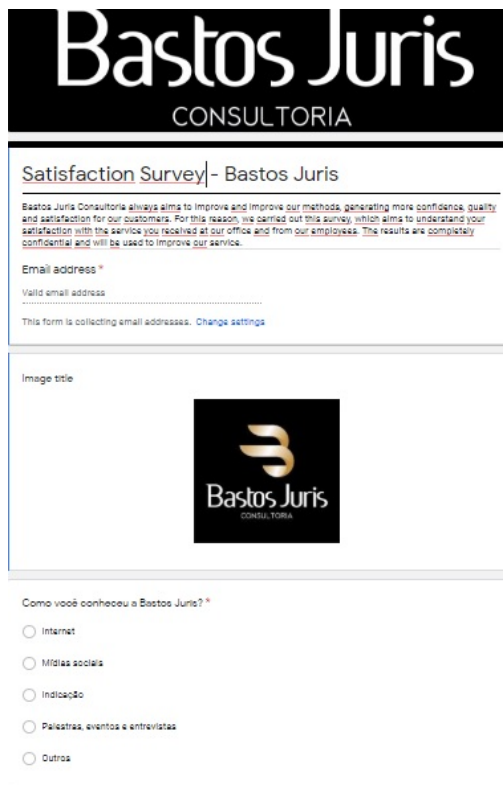 Bastos Juris
CONSULTORIA
Satisfaction Survey - Bastos Juris
Bastos Juris Consultoria always aims to improve and improve our methods, generating more confidence, quality
and satisfaction for our customers. For this reason, we carried out this survey, which aims to understand your
satisfaction with the service you received at our office and from our employees. The results are completely
confidential and will be used to improve our service.
Email address *
Valid email address
This form is collecting email addresses. Change settings
Image title
Bastos Juris
CONSULTORIA
Como você conheceu a Bastos Juris? *
Internet
Mídias sociais
Indicação
Palestras, eventos e entrevistas
Outros